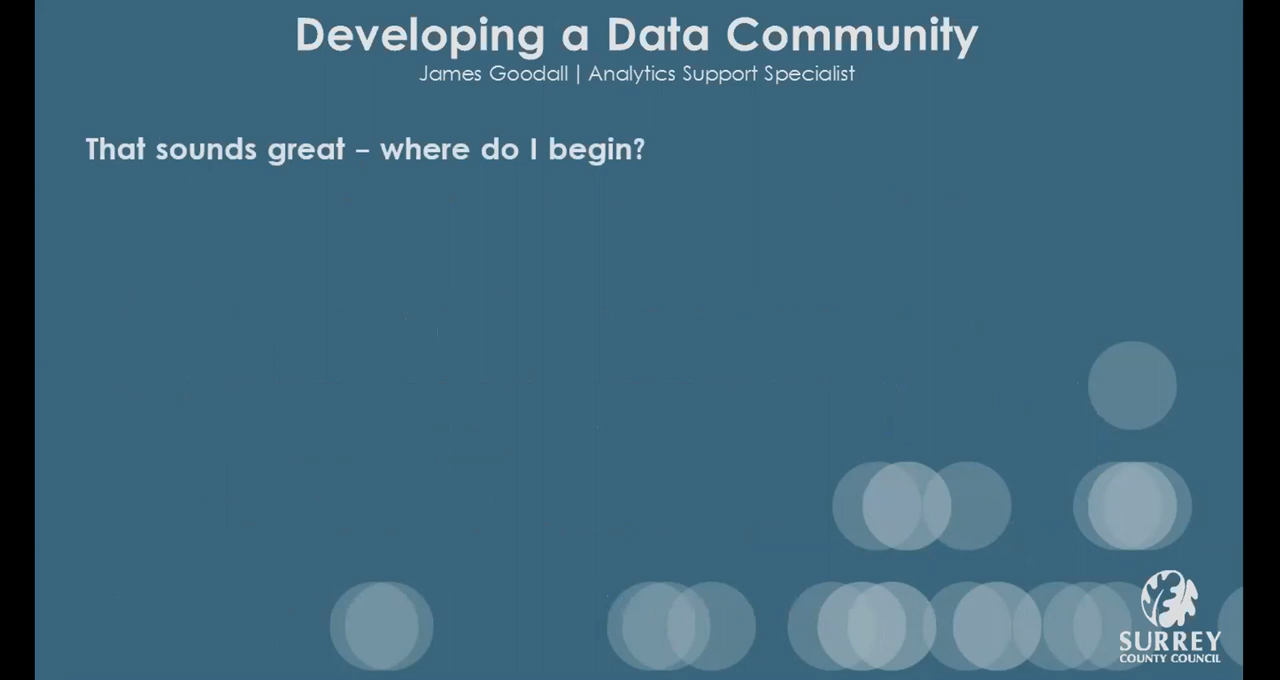 Developing a Data Community
James Goodall | Analytics Support Specialist
That sounds great – where do I begin?
SURREY
COUNTY COUNCIL